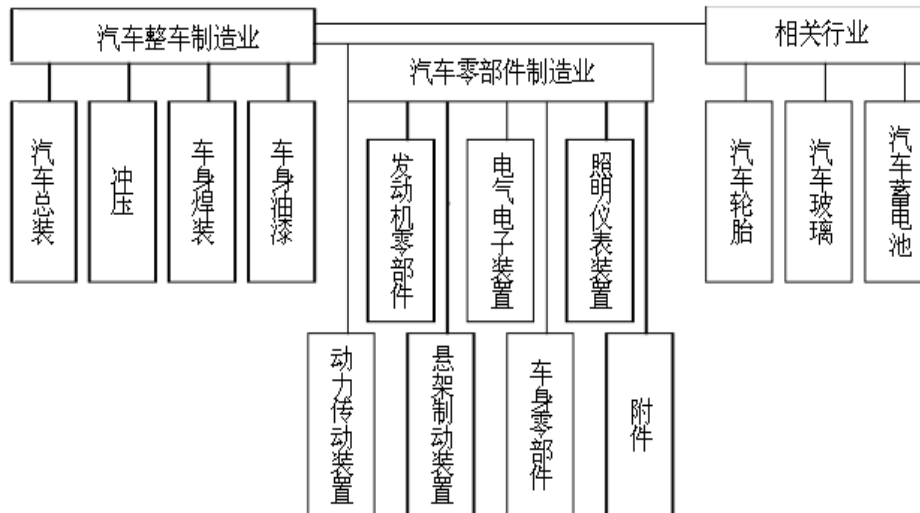 汽车整车制造业
相关行业
汽车零部件制造业
汽车总装
冲压
车身焊装
车身油漆
发动机零部件
电气电子装置
照明仪表装置
汽车轮胎
汽车玻璃
汽车蓄电池
动力传动装置
悬架制动装置
车身零部件
附件